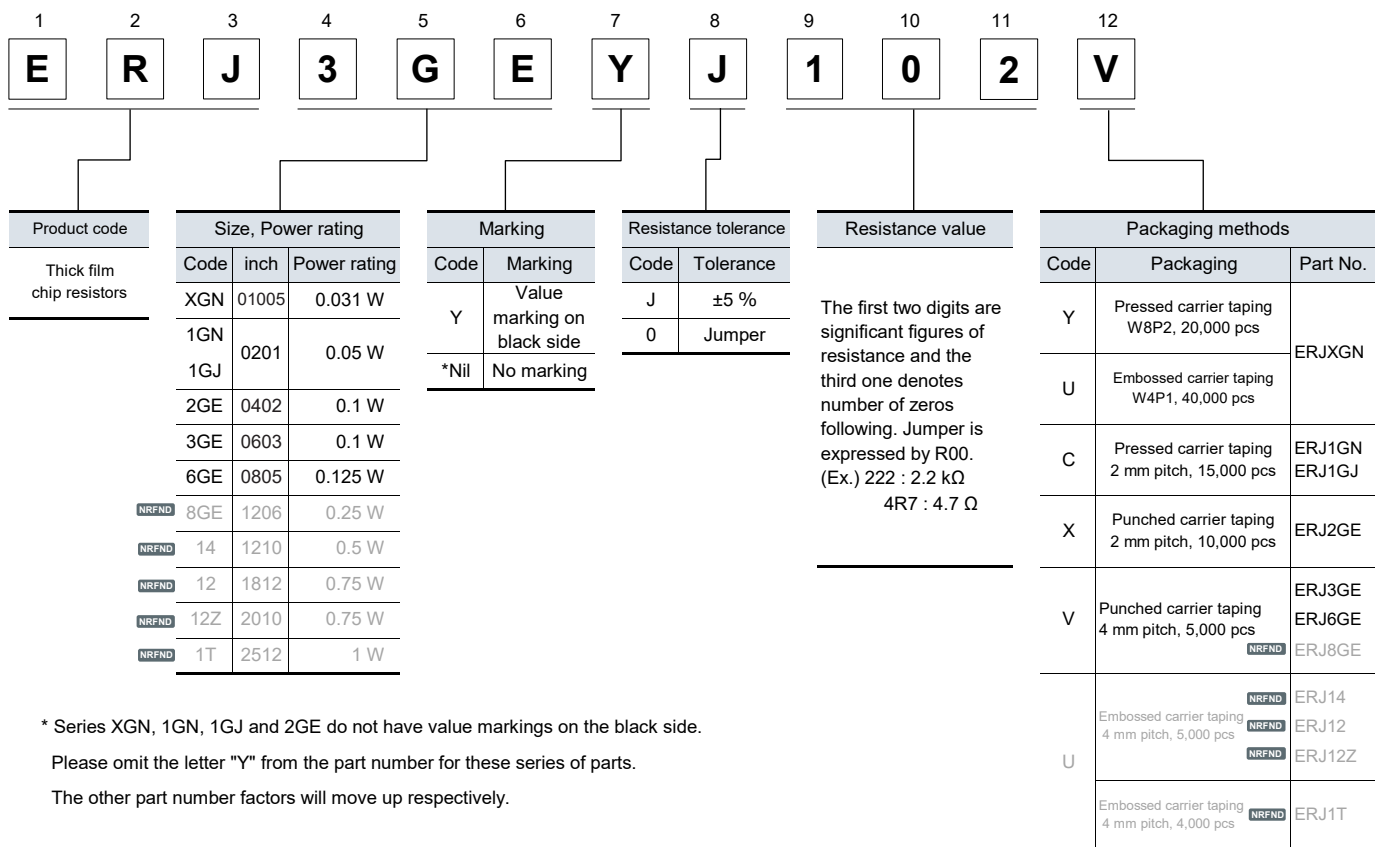 1 2 3 4 5 6 7 8 9 10 11 12
E R J 3 G E Y J 1 0 2 V
Product code
Thick film
chip resistors
Size, Power rating
Code inch Power rating
XGN 01005 0.031 W
1GN
0201 0.05 W
1GJ
2GE 0402 0.1 W
3GE 0603 0.1 W
6GE 0805 0.125 W
NRFND 8GE 1206 0.25 W
NRFND 14 1210 0.5 W
NRFND 12 1812 0.75 W
NRFND 12Z 2010 0.75 W
NRFND 1T 2512 1 W
Marking
Code Marking
Y Value
marking on
black side
*Nil No marking
Resistance tolerance
Code Tolerance
J ±5 %
0 Jumper
Resistance value
The first two digits are
significant figures of
resistance and the
third one denotes
number of zeros
following. Jumper is
expressed by R00.
(Ex.) 222 : 2.2 kΩ
4R7 : 4.7 Ω
Packaging methods
Code Packaging Part No.
Y Pressed carrier taping
W8P2, 20,000 pcs
ERJXGN
U Embossed carrier taping
W4P1, 40,000 pcs
C Pressed carrier taping ERJ1GN
2 mm pitch, 15,000 pcs ERJ1GJ
X Punched carrier taping
2 mm pitch, 10,000 pcs ERJ2GE
ERJ3GE
V Punched carrier taping ERJ6GE
4 mm pitch, 5,000 pcs
NRFND ERJ8GE
NRFND ERJ14
U Embossed carrier taping NRFND ERJ12
4 mm pitch, 5,000 pcs
NRFND ERJ12Z
Embossed carrier taping NRFND ERJ1T
4 mm pitch, 4,000 pcs
* Series XGN, 1GN, 1GJ and 2GE do not have value markings on the black side.
Please omit the letter "Y" from the part number for these series of parts.
The other part number factors will move up respectively.